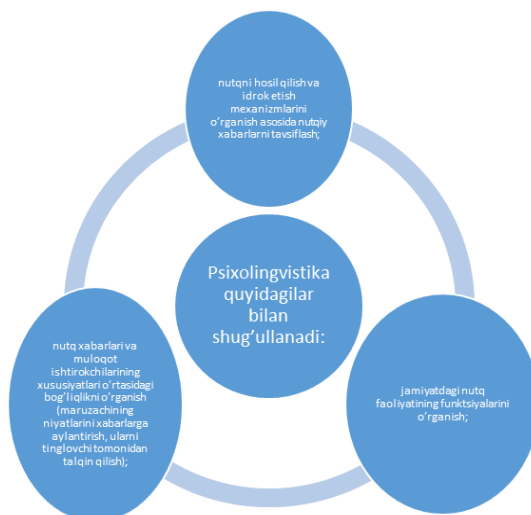 nutqni hosil qilish va
idrok etish
mexanizmlarini
o'rganish asosida nutqiy
xabarlarni tavsiflash;
Psixolingvistika
quyidagilar
bilan
shug'ullanadi:
jamiyatdagi nutq
faoliyatining funktsiyalarini
o'rganish;
nutq xabarlari va
muloqot
ishtirokchilarining
xususiyatlari o'rtasidagi
bog'liqlikni o'rganish
(maruzachining
niyatlarini xabarlarga
aylantirish, ularni
tinglovchi tomonidan
talqin qilish);